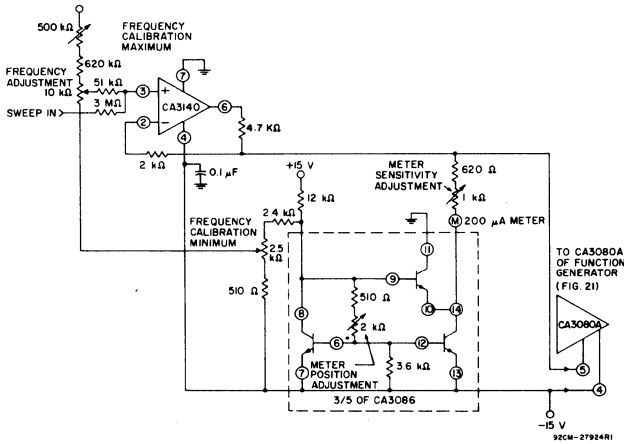 500 kΩ
FREQUENCY
CALIBRATION
MAXIMUM
620 kΩ
FREQUENCY
ADJUSTMENT
10 kΩ
51 kΩ
3 MΩ
SWEEP IN
7
3
+
CA3140
6
2
−
4
4.7 KΩ
2 kΩ
0.1 μF
+15 V
12 kΩ
METER
SENSITIVITY
ADJUSTMENT
620 Ω
1 kΩ
M
200 μA METER
FREQUENCY
CALIBRATION
MINIMUM
2.4 kΩ
2.5
kΩ
510 Ω
11
9
10
14
8
510 Ω
2 kΩ
6
12
7
METER
POSITION
ADJUSTMENT
3.6 kΩ
13
3/5 OF CA3086
TO CA3080A
OF FUNCTION
GENERATOR
(FIG. 21)
CA3080A
5
4
−15 V
92CM-27924R1